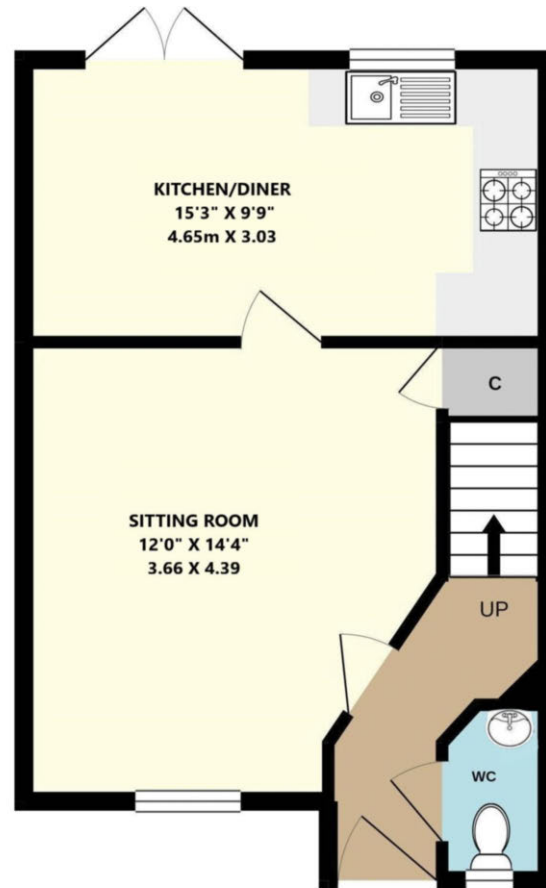 KITCHEN/DINER
15'3" X 9'9"
4.65m X 3.03
C
SITTING ROOM
12'0" X 14'4"
3.66 X 4.39
UP
WC